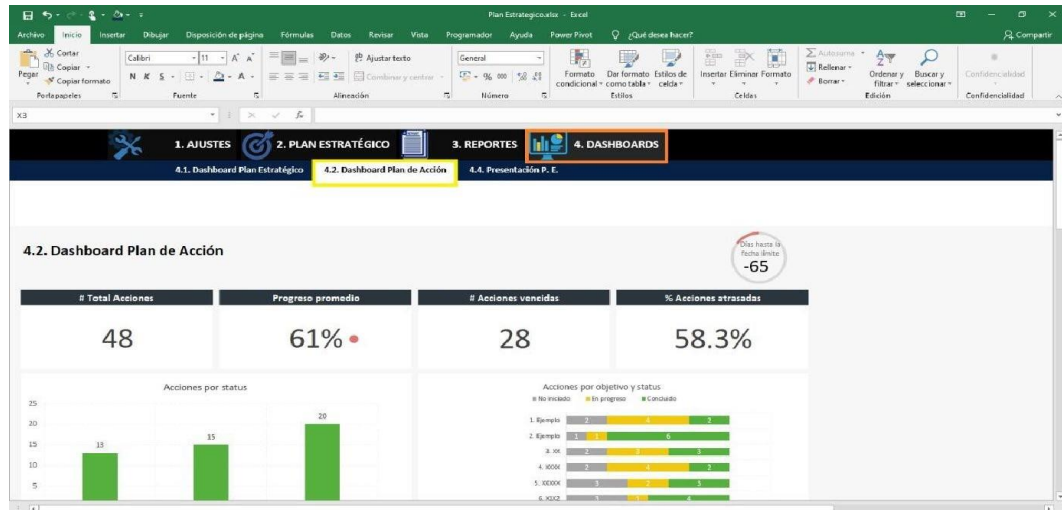 Plan Estrategico.xlsx - Excel
Archivo Inicio Insertar Dibujar Disposición de página Fórmulas Datos Revisar Vista Programador Ayuda Power Pivot ¿Qué desea hacer? Compartir
Pegar
Cortar
Copiar
Copiar formato
Portapapeles
Calibri 11
N K S
Fuente
Ajustar texto
Combinar y centrar
Alineación
General
% 000
Número
Formato condicional
Dar formato como tabla
Estilos de celda
Estilos
Insertar Eliminar Formato
Celdas
Autosuma
Rellenar
Borrar
Ordenar y filtrar
Buscar y seleccionar
Edición
Confidencialidad
Confidencialidad
X3
fx
1. AJUSTES 2. PLAN ESTRATÉGICO 3. REPORTES 4. DASHBOARDS
4.1. Dashboard Plan Estratégico 4.2. Dashboard Plan de Acción 4.4. Presentación P. E.
4.2. Dashboard Plan de Acción
Días hasta la
fecha límite
-65
# Total Acciones Progreso promedio # Acciones vencidas % Acciones atrasadas
48 61% 28 58.3%
Acciones por status
25
20
15
10
5
13
15
20
Acciones por objetivo y status
No iniciado En progreso Concluido
1. Ejemplo 2 4 2
2. Ejemplo 1 1 6
3. XX 2 3
4. XXXX 2 4 2
5. XXXXX 3 2 3
6. XXX2 3 1 4